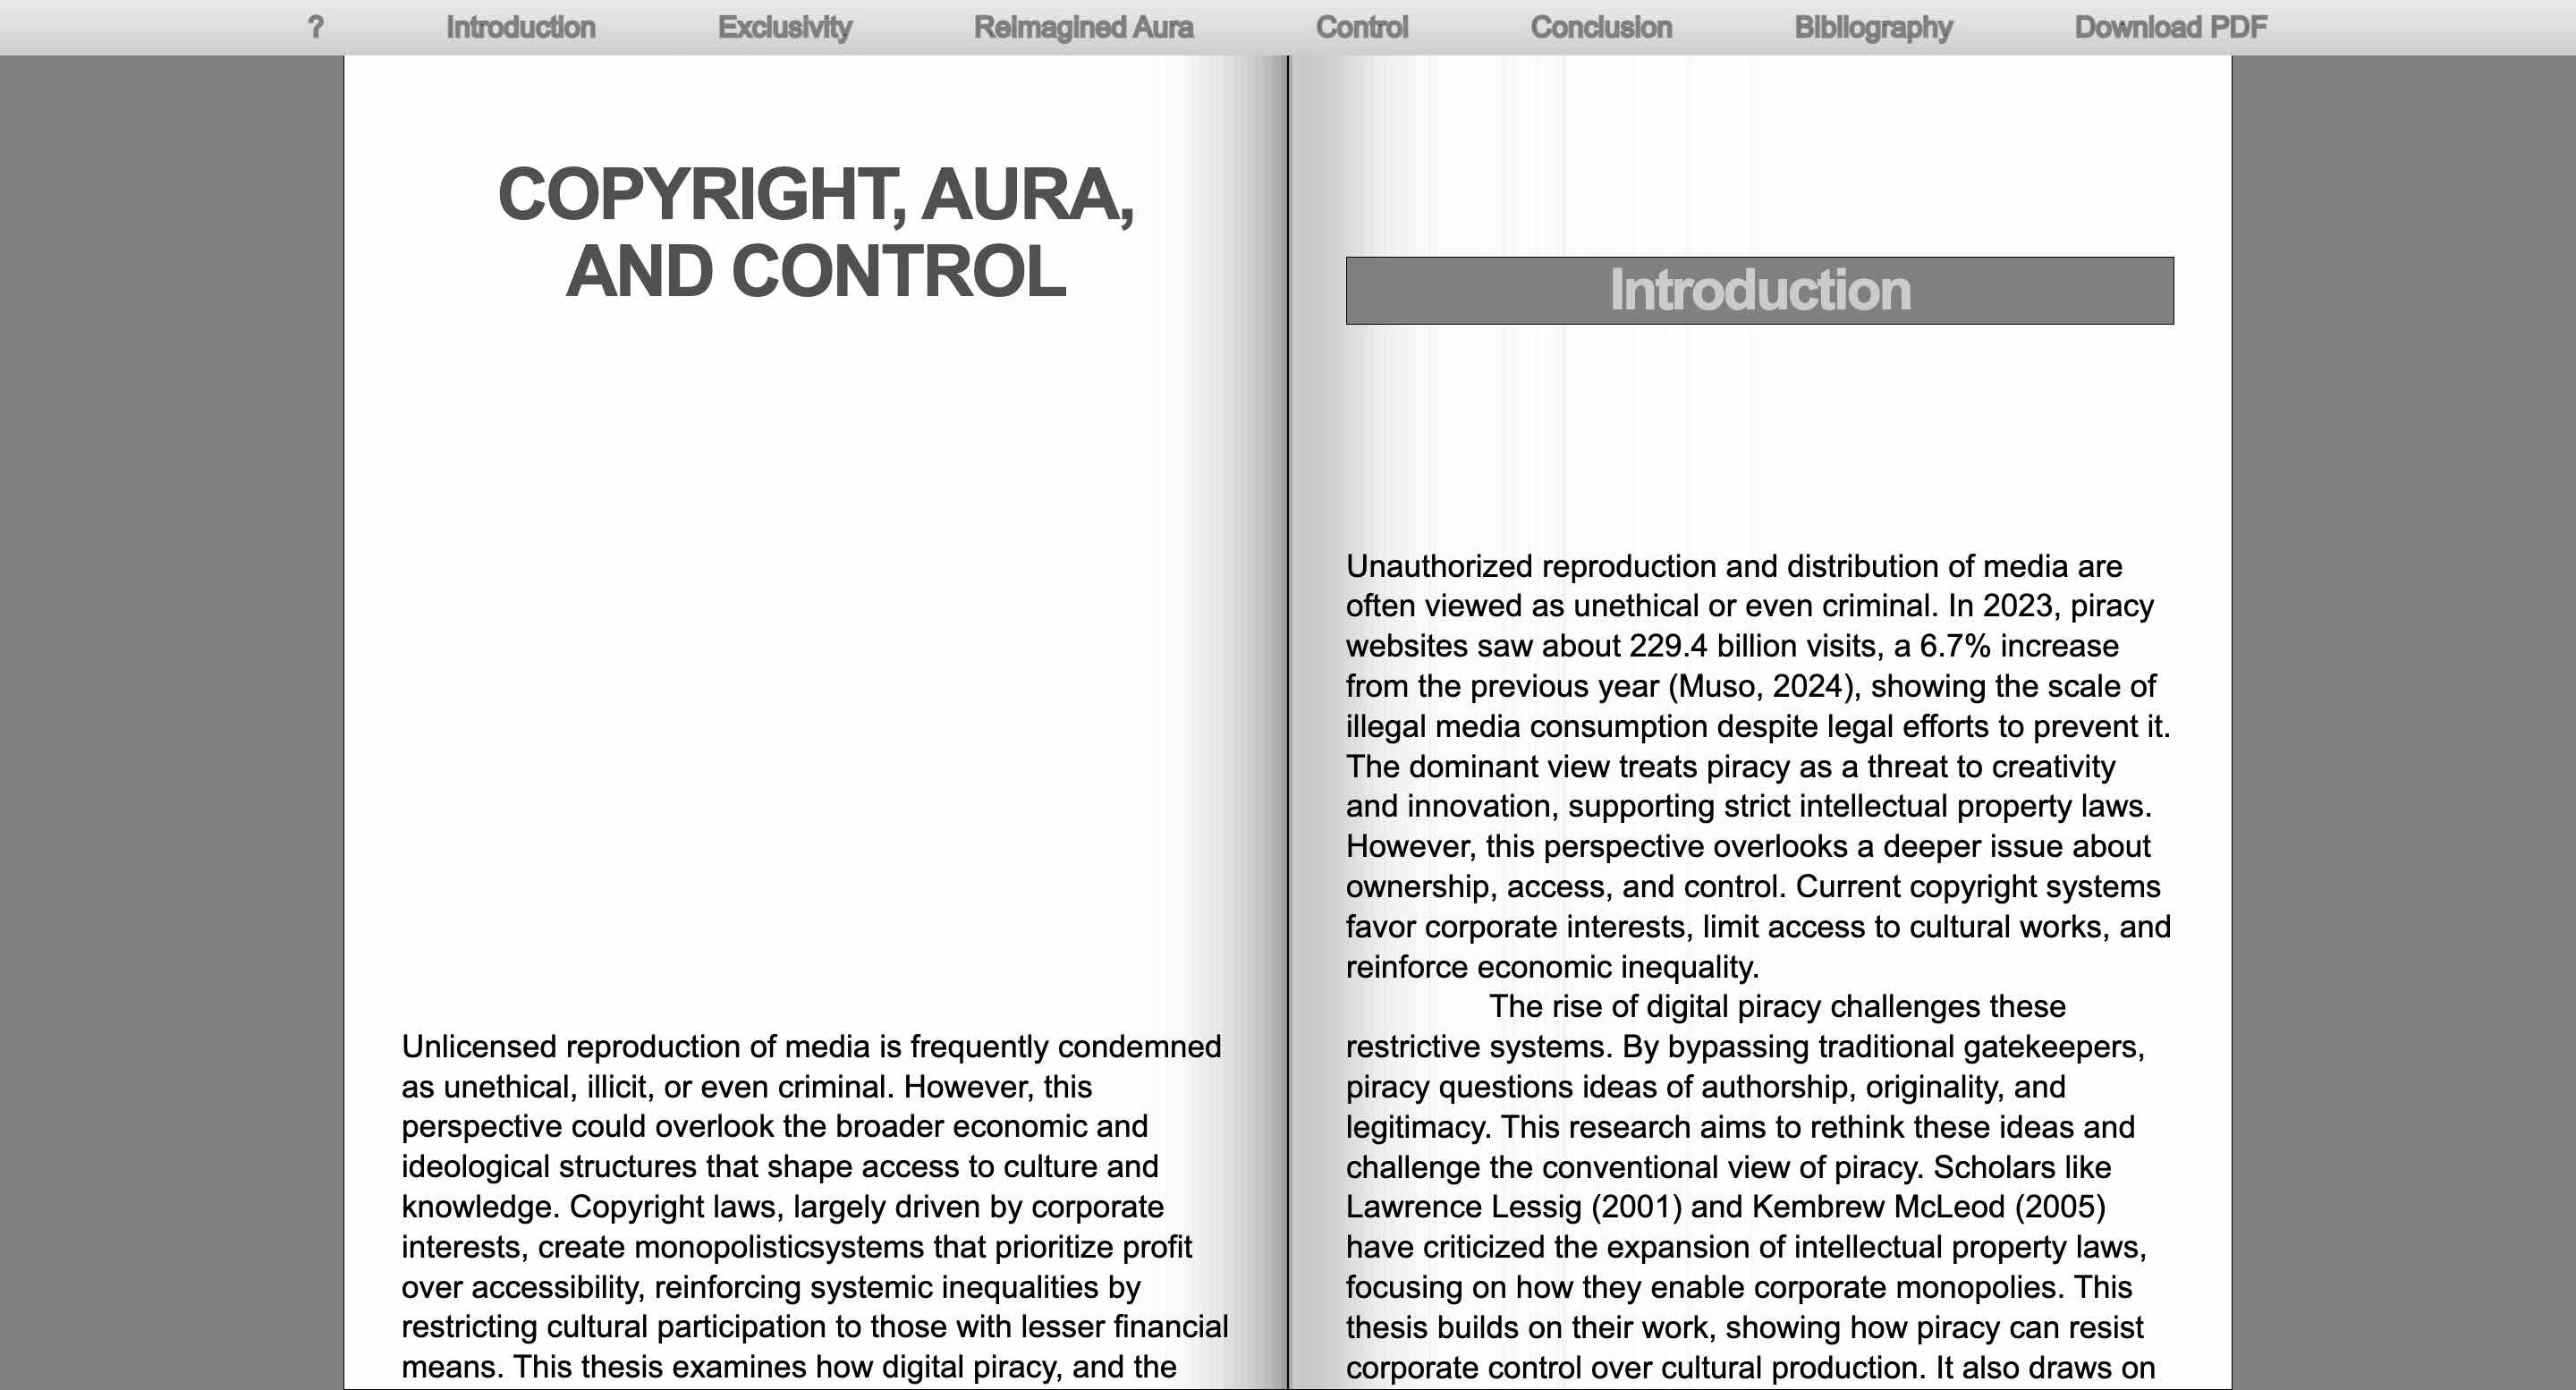 ? Introduction Exclusivity Reimagined Aura Control Conclusion Bibliography Download PDF
COPYRIGHT, AURA,
AND CONTROL
Unlicensed reproduction of media is frequently condemned
as unethical, illicit, or even criminal. However, this
perspective could overlook the broader economic and
ideological structures that shape access to culture and
knowledge. Copyright laws, largely driven by corporate
interests, create monopolisticsystems that prioritize profit
over accessibility, reinforcing systemic inequalities by
restricting cultural participation to those with lesser financial
means. This thesis examines how digital piracy, and the
Introduction
Unauthorized reproduction and distribution of media are
often viewed as unethical or even criminal. In 2023, piracy
websites saw about 229.4 billion visits, a 6.7% increase
from the previous year (Muso, 2024), showing the scale of
illegal media consumption despite legal efforts to prevent it.
The dominant view treats piracy as a threat to creativity
and innovation, supporting strict intellectual property laws.
However, this perspective overlooks a deeper issue about
ownership, access, and control. Current copyright systems
favor corporate interests, limit access to cultural works, and
reinforce economic inequality.
The rise of digital piracy challenges these
restrictive systems. By bypassing traditional gatekeepers,
piracy questions ideas of authorship, originality, and
legitimacy. This research aims to rethink these ideas and
challenge the conventional view of piracy. Scholars like
Lawrence Lessig (2001) and Kembrew McLeod (2005)
have criticized the expansion of intellectual property laws,
focusing on how they enable corporate monopolies. This
thesis builds on their work, showing how piracy can resist
corporate control over cultural production. It also draws on